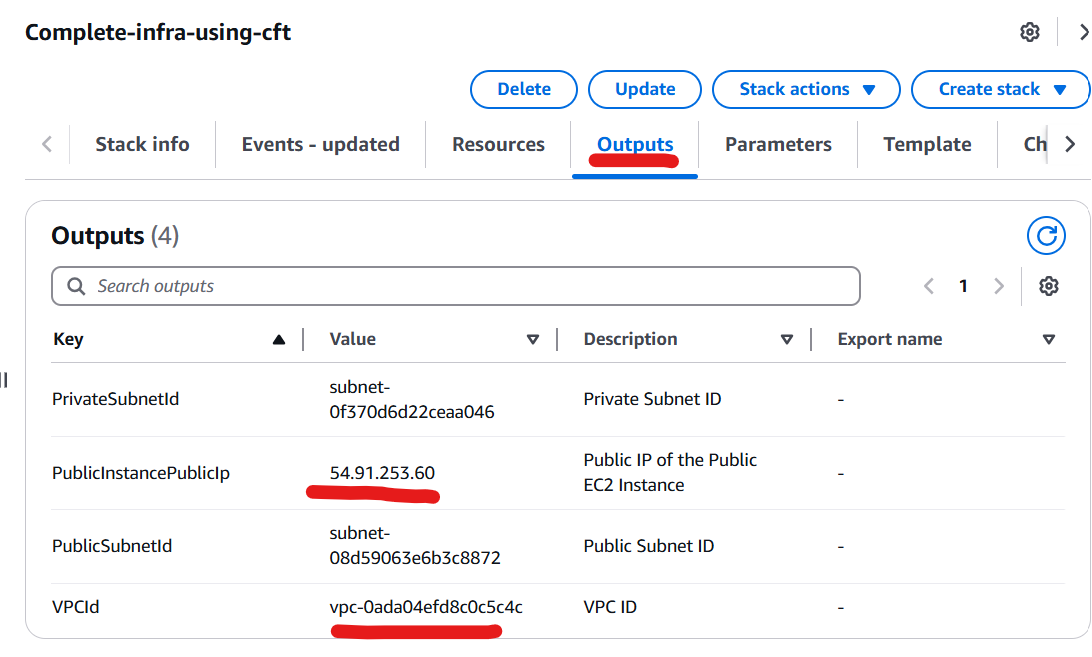 Complete-infra-using-cft
Delete
Update
Stack actions
Create stack
Stack info
Events - updated
Resources
Outputs
Parameters
Template
Ch
Outputs (4)
Search outputs
1
Key
Value
Description
Export name
PrivateSubnetId
subnet-
0f370d6d22ceaa046
Private Subnet ID
-
PublicInstancePublicIp
54.91.253.60
Public IP of the Public
EC2 Instance
-
PublicSubnetId
subnet-
08d59063e6b3c8872
Public Subnet ID
-
VPCId
vpc-0ada04efd8c0c5c4c
VPC ID
-